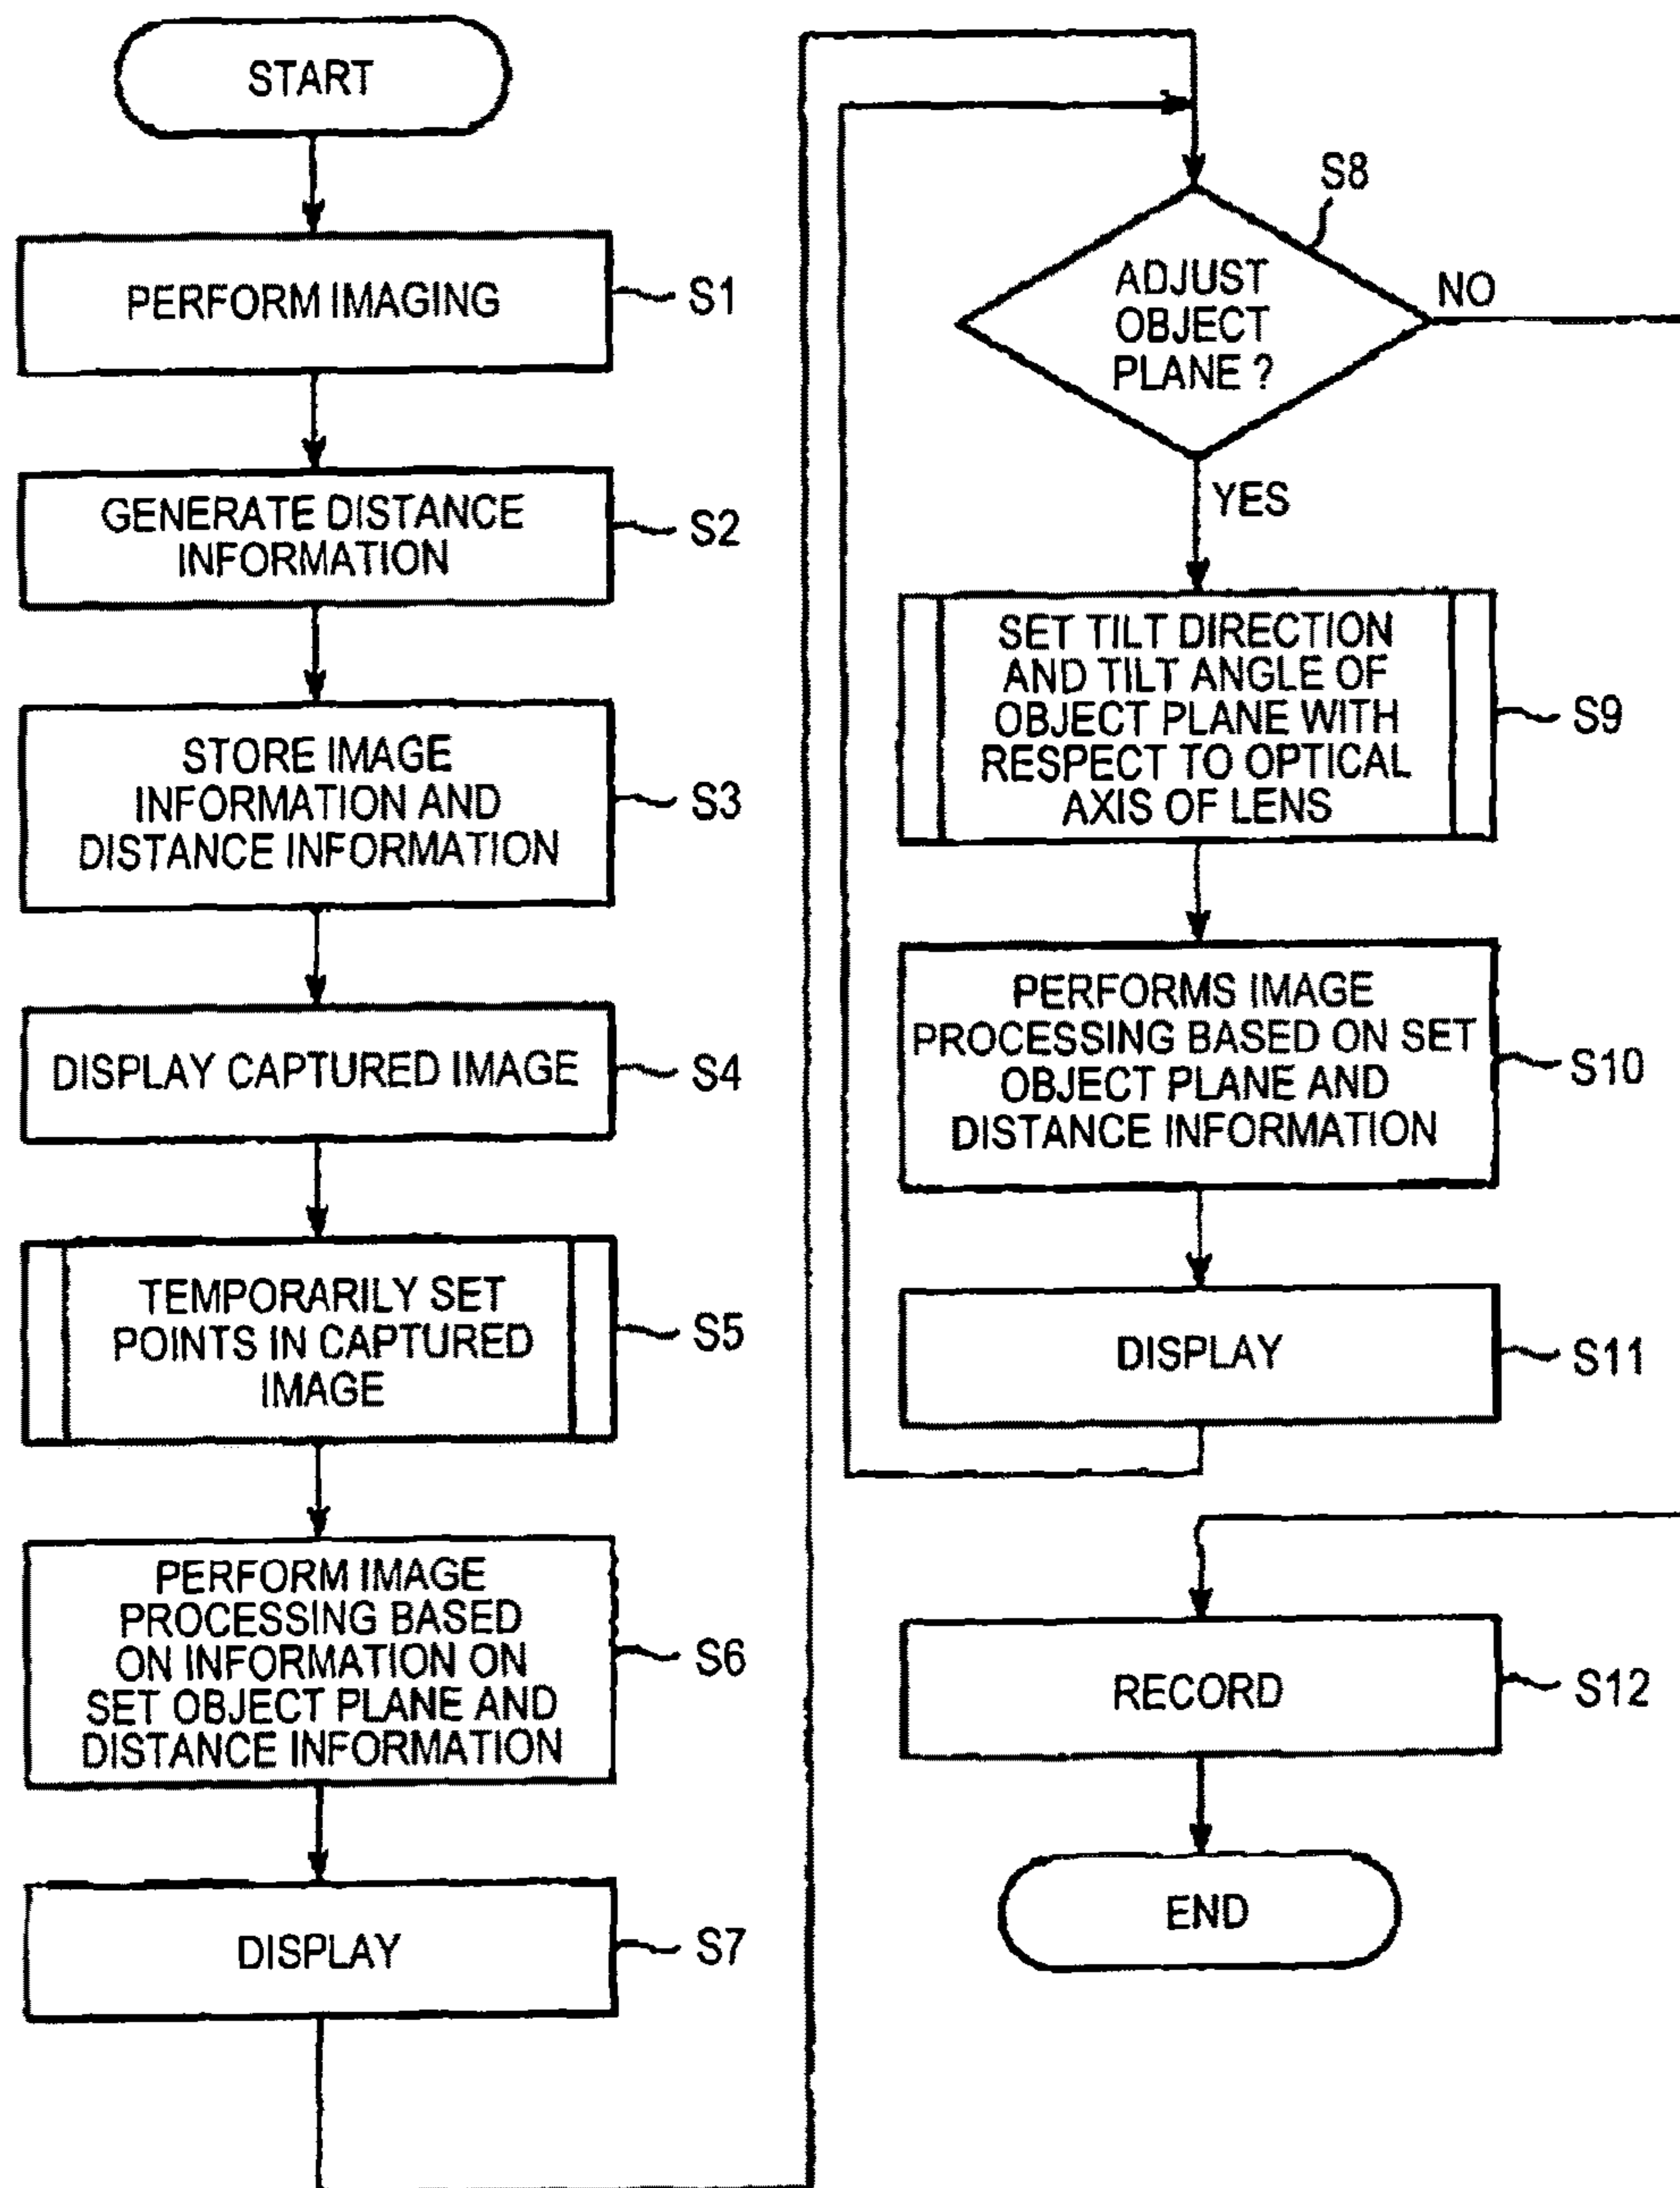 START
PERFORM IMAGING
S1
GENERATE DISTANCE
INFORMATION
S2
STORE IMAGE
INFORMATION AND
DISTANCE INFORMATION
S3
DISPLAY CAPTURED IMAGE
S4
TEMPORARILY SET
POINTS IN CAPTURED
IMAGE
S5
PERFORM IMAGE
PROCESSING BASED
ON INFORMATION ON
SET OBJECT PLANE AND
DISTANCE INFORMATION
S6
DISPLAY
S7
S8
ADJUST
OBJECT
PLANE ?
NO
YES
SET TILT DIRECTION
AND TILT ANGLE OF
OBJECT PLANE WITH
RESPECT TO OPTICAL
AXIS OF LENS
S9
PERFORMS IMAGE
PROCESSING BASED ON SET
OBJECT PLANE AND
DISTANCE INFORMATION
S10
DISPLAY
S11
RECORD
S12
END